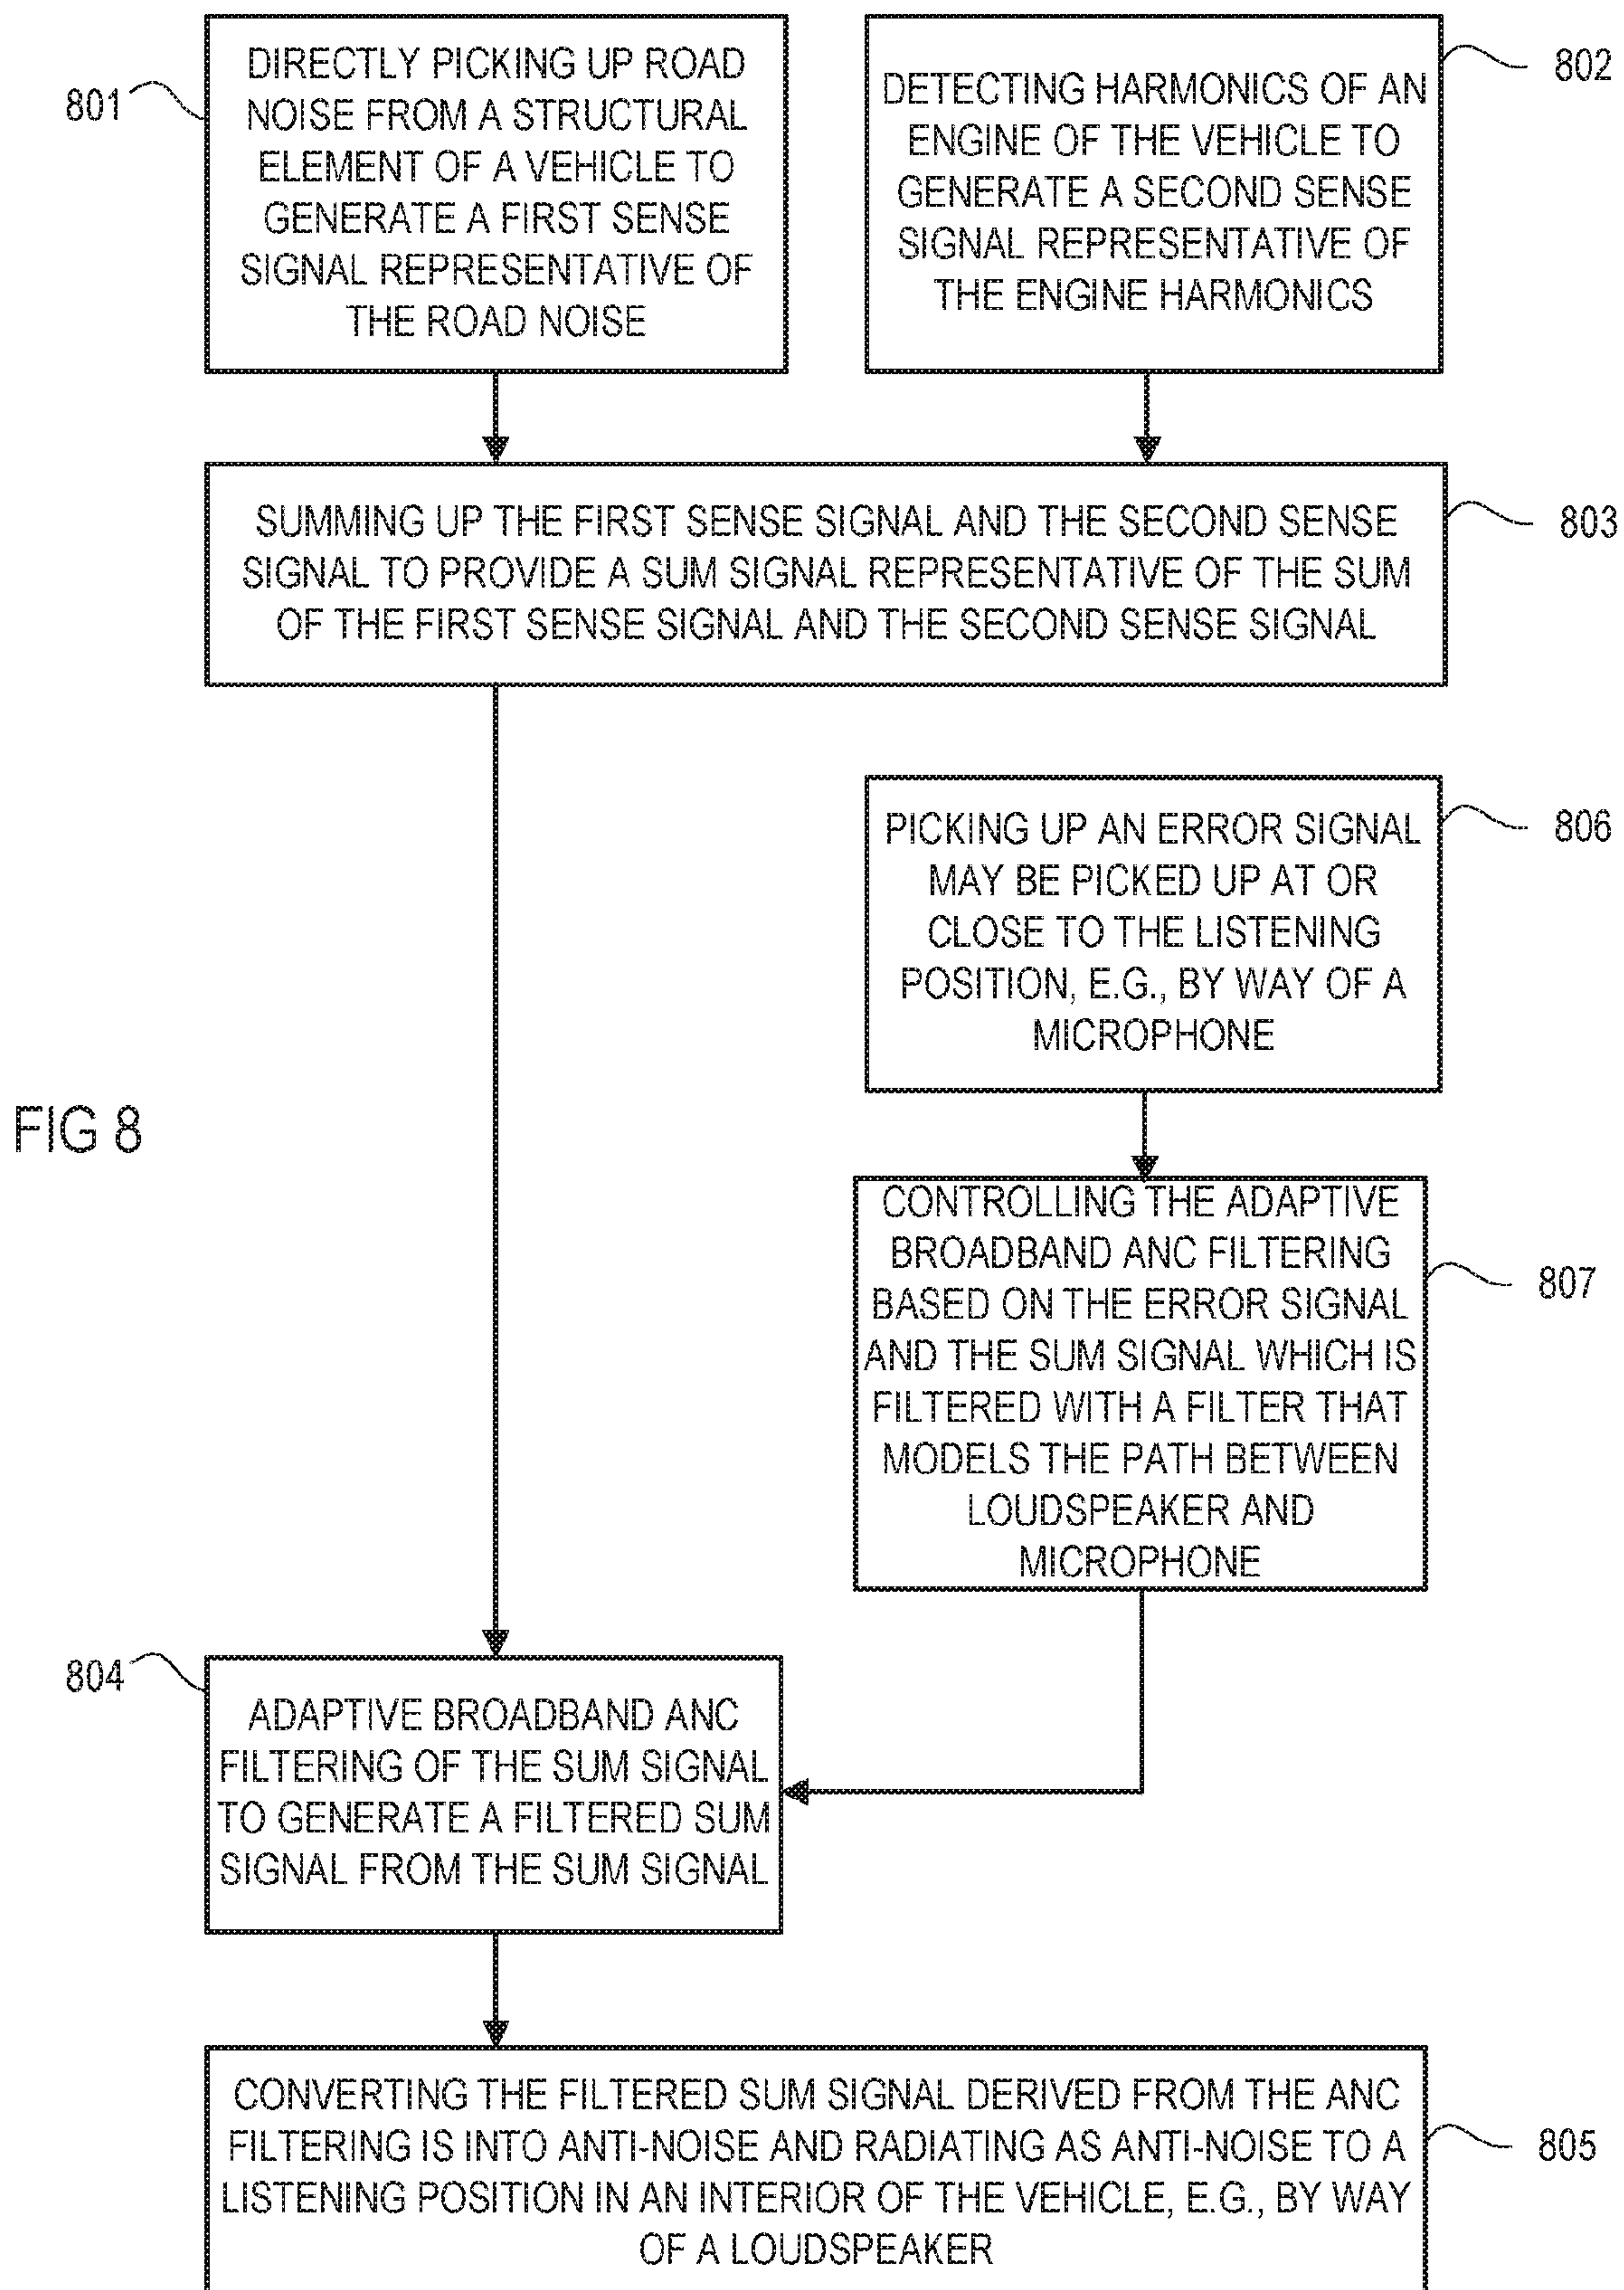 801
DIRECTLY PICKING UP ROAD
NOISE FROM A STRUCTURAL
ELEMENT OF A VEHICLE TO
GENERATE A FIRST SENSE
SIGNAL REPRESENTATIVE OF
THE ROAD NOISE
802
DETECTING HARMONICS OF AN
ENGINE OF THE VEHICLE TO
GENERATE A SECOND SENSE
SIGNAL REPRESENTATIVE OF
THE ENGINE HARMONICS
803
SUMMING UP THE FIRST SENSE SIGNAL AND THE SECOND SENSE
SIGNAL TO PROVIDE A SUM SIGNAL REPRESENTATIVE OF THE SUM
OF THE FIRST SENSE SIGNAL AND THE SECOND SENSE SIGNAL
806
PICKING UP AN ERROR SIGNAL
MAY BE PICKED UP AT OR
CLOSE TO THE LISTENING
POSITION, E.G., BY WAY OF A
MICROPHONE
FIG 8
807
CONTROLLING THE ADAPTIVE
BROADBAND ANC FILTERING
BASED ON THE ERROR SIGNAL
AND THE SUM SIGNAL WHICH IS
FILTERED WITH A FILTER THAT
MODELS THE PATH BETWEEN
LOUDSPEAKER AND
MICROPHONE
804
ADAPTIVE BROADBAND ANC
FILTERING OF THE SUM SIGNAL
TO GENERATE A FILTERED SUM
SIGNAL FROM THE SUM SIGNAL
805
CONVERTING THE FILTERED SUM SIGNAL DERIVED FROM THE ANC
FILTERING IS INTO ANTI-NOISE AND RADIATING AS ANTI-NOISE TO A
LISTENING POSITION IN AN INTERIOR OF THE VEHICLE, E.G., BY WAY
OF A LOUDSPEAKER